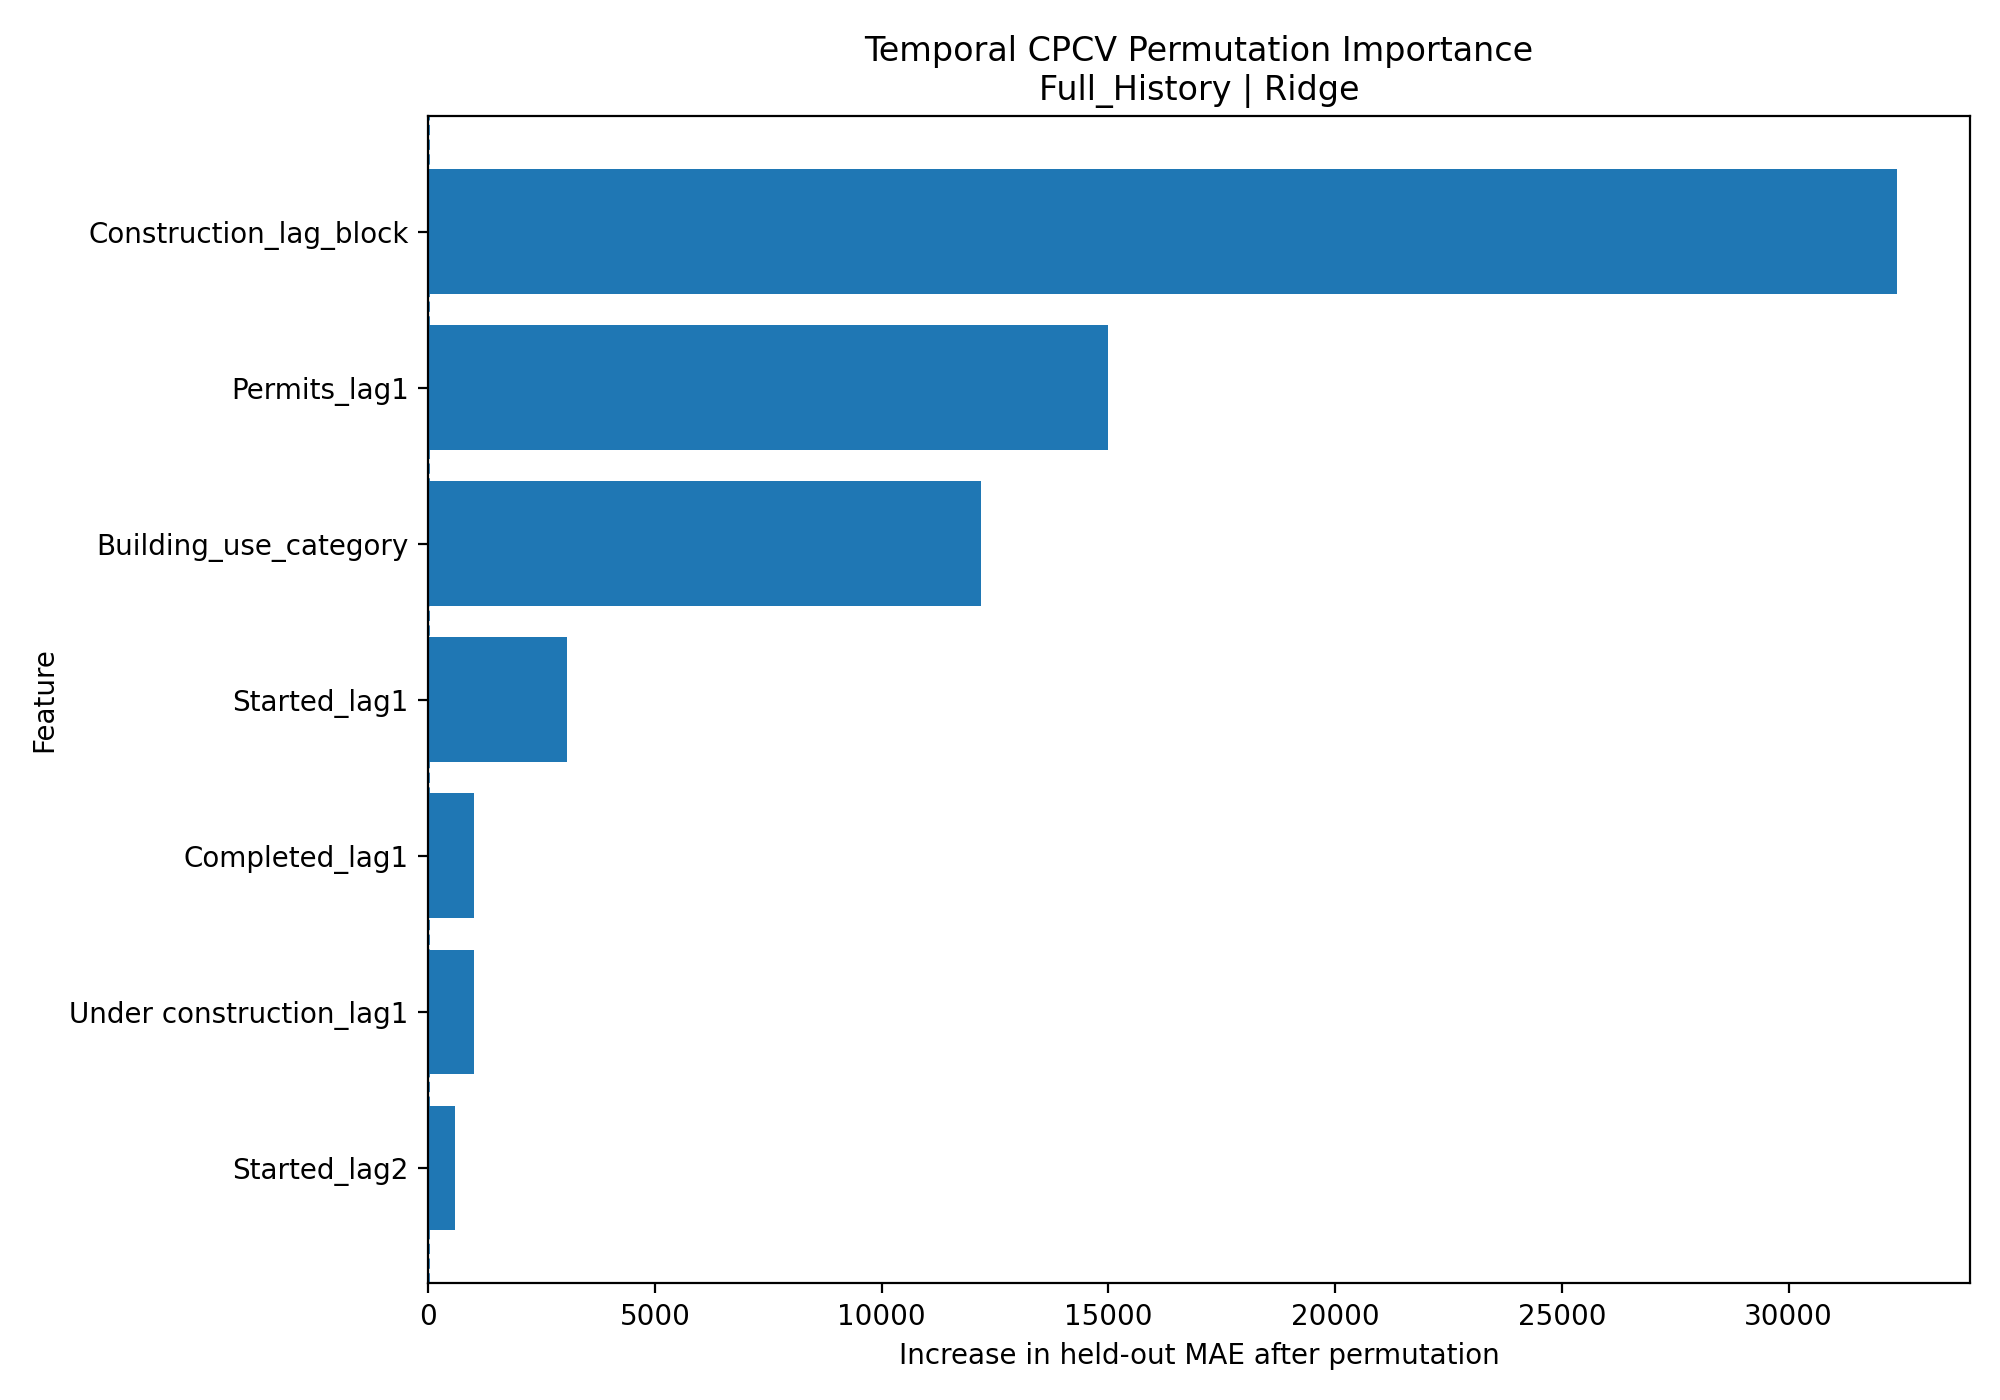 Temporal CPCV Permutation Importance
Full_History | Ridge
Construction_lag_block
Permits_lag1
Building_use_category
Started_lag1
Completed_lag1
Under construction_lag1
Started_lag2
Feature
0 5000 10000 15000 20000 25000 30000
Increase in held-out MAE after permutation